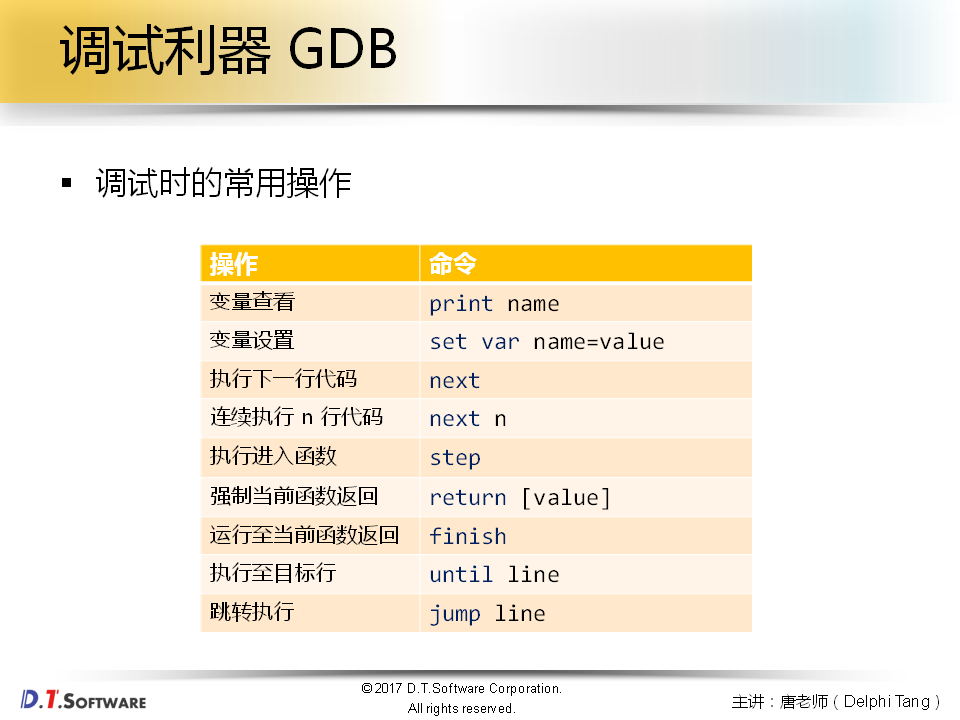 调试利器 GDB
▪ 调试时的常用操作
操作 命令
变量查看 print name
变量设置 set var name=value
执行下一行代码 next
连续执行 n 行代码 next n
执行进入函数 step
强制当前函数返回 return [value]
运行至当前函数返回 finish
执行至目标行 until line
跳转执行 jump line
D.T.SOFTWARE
©2017 D.T.Software Corporation.
All rights reserved.
主讲：唐老师（Delphi Tang）